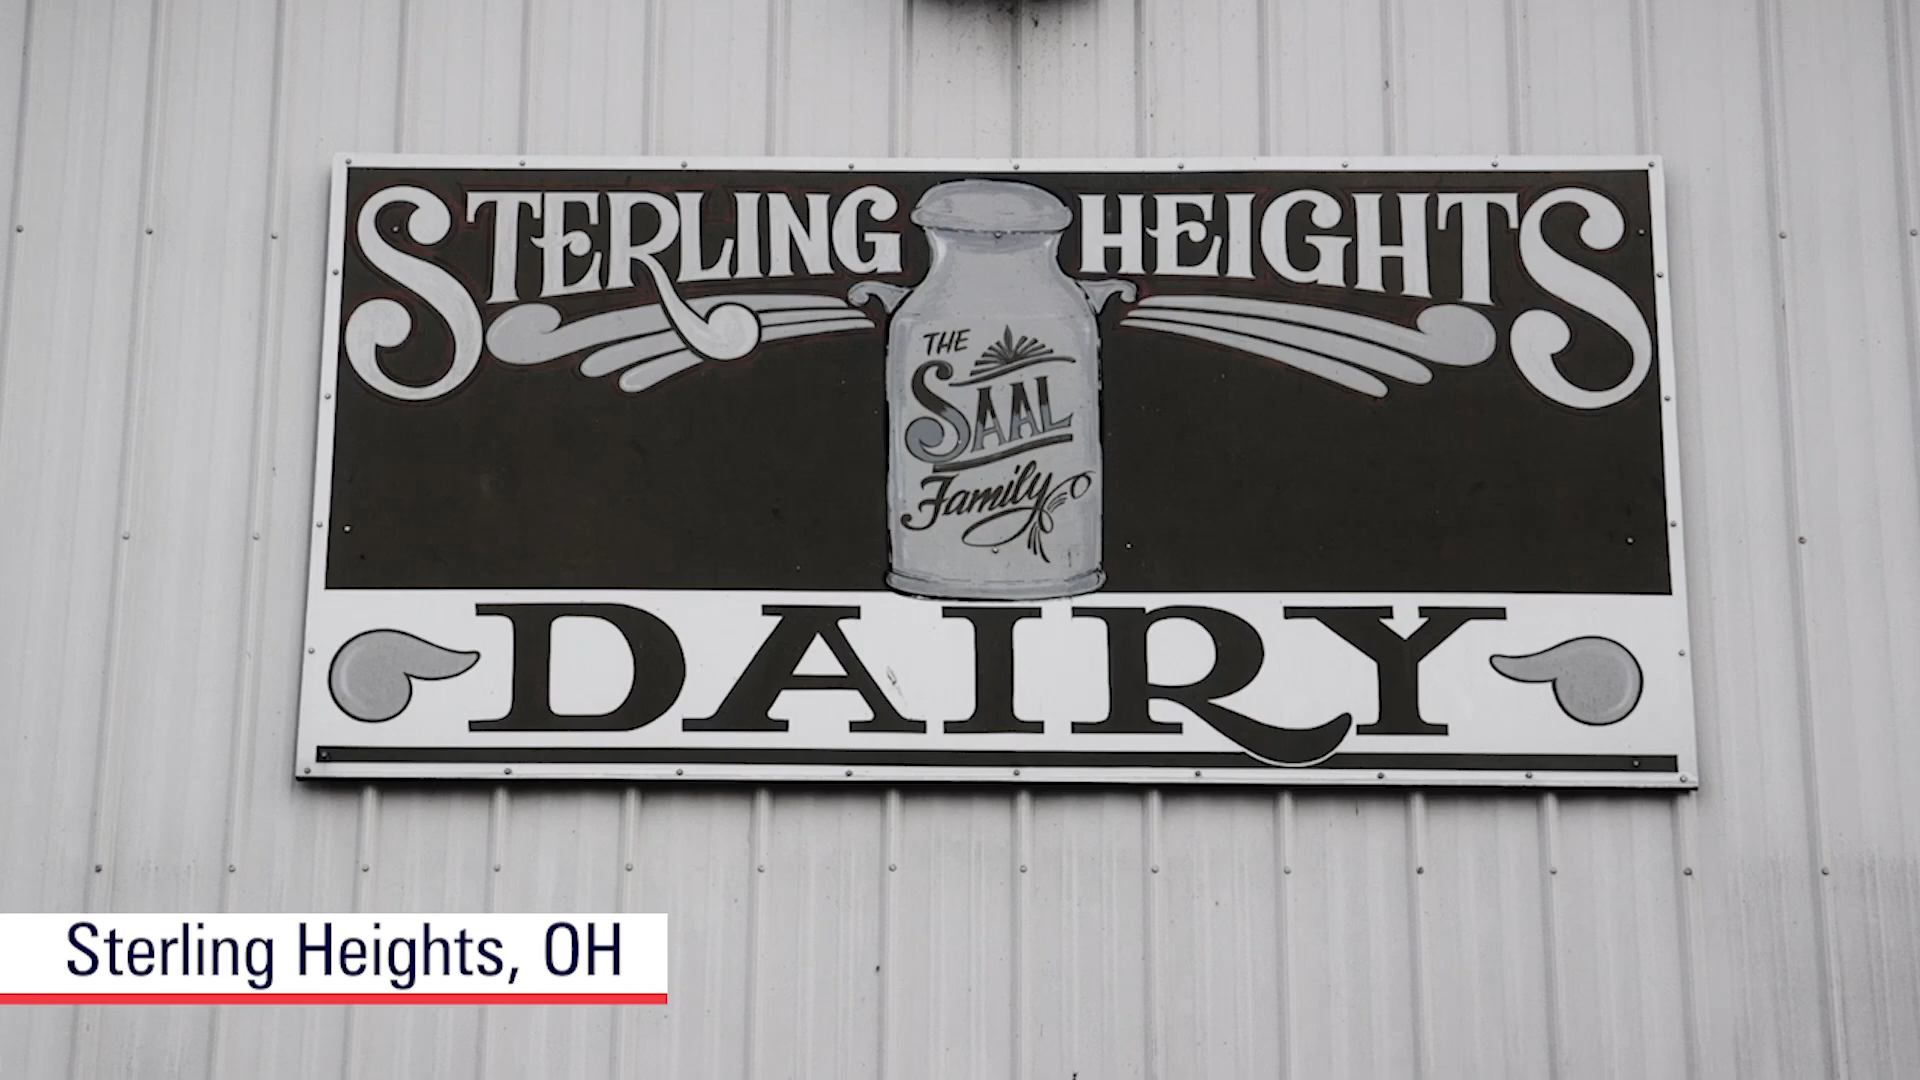 STERLING HEIGHTS
THE
SAAL
Family
DAIRY
Sterling Heights, OH